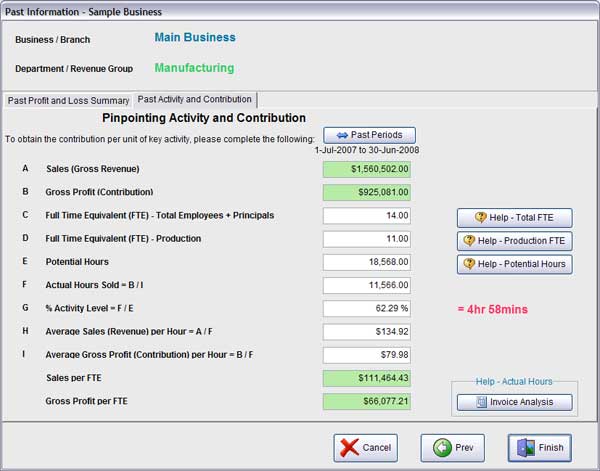 Past Information - Sample Business
Business / Branch Main Business
Department / Revenue Group Manufacturing
Past Profit and Loss Summary Past Activity and Contribution
Pinpointing Activity and Contribution
To obtain the contribution per unit of key activity, please complete the following: Past Periods
1-Jul-2007 to 30-Jun-2008
A Sales (Gross Revenue) $1,560,502.00
B Gross Profit (Contribution) $925,081.00
C Full Time Equivalent (FTE) - Total Employees + Principals 14.00 Help - Total FTE
D Full Time Equivalent (FTE) - Production 11.00 Help - Production FTE
E Potential Hours 18,568.00 Help - Potential Hours
F Actual Hours Sold = B / I 11,566.00
G % Activity Level = F / E 62.29 % = 4hr 58mins
H Average Sales (Revenue) per Hour = A / F $134.92
I Average Gross Profit (Contribution) per Hour = B / F $79.98
Sales per FTE $111,464.43 Help - Actual Hours
Gross Profit per FTE $66,077.21 Invoice Analysis
Cancel Prev Finish